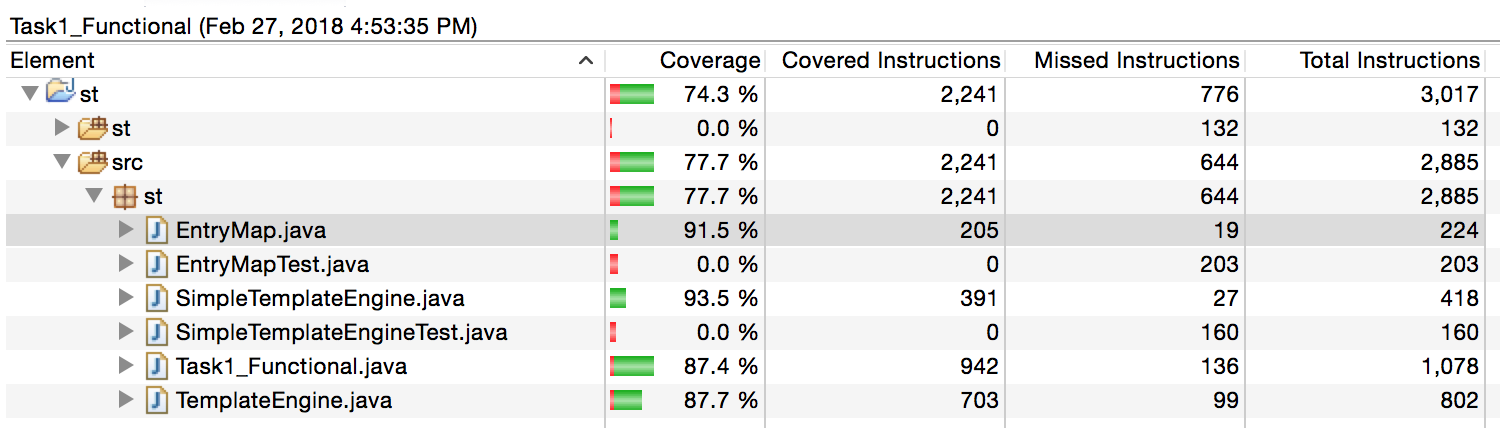 Task1_Functional (Feb 27, 2018 4:53:35 PM)
Element Coverage Covered Instructions Missed Instructions Total Instructions
st 74.3 % 2,241 776 3,017
st 0.0 % 0 132 132
src 77.7 % 2,241 644 2,885
st 77.7 % 2,241 644 2,885
EntryMap.java 91.5 % 205 19 224
EntryMapTest.java 0.0 % 0 203 203
SimpleTemplateEngine.java 93.5 % 391 27 418
SimpleTemplateEngineTest.java 0.0 % 0 160 160
Task1_Functional.java 87.4 % 942 136 1,078
TemplateEngine.java 87.7 % 703 99 802